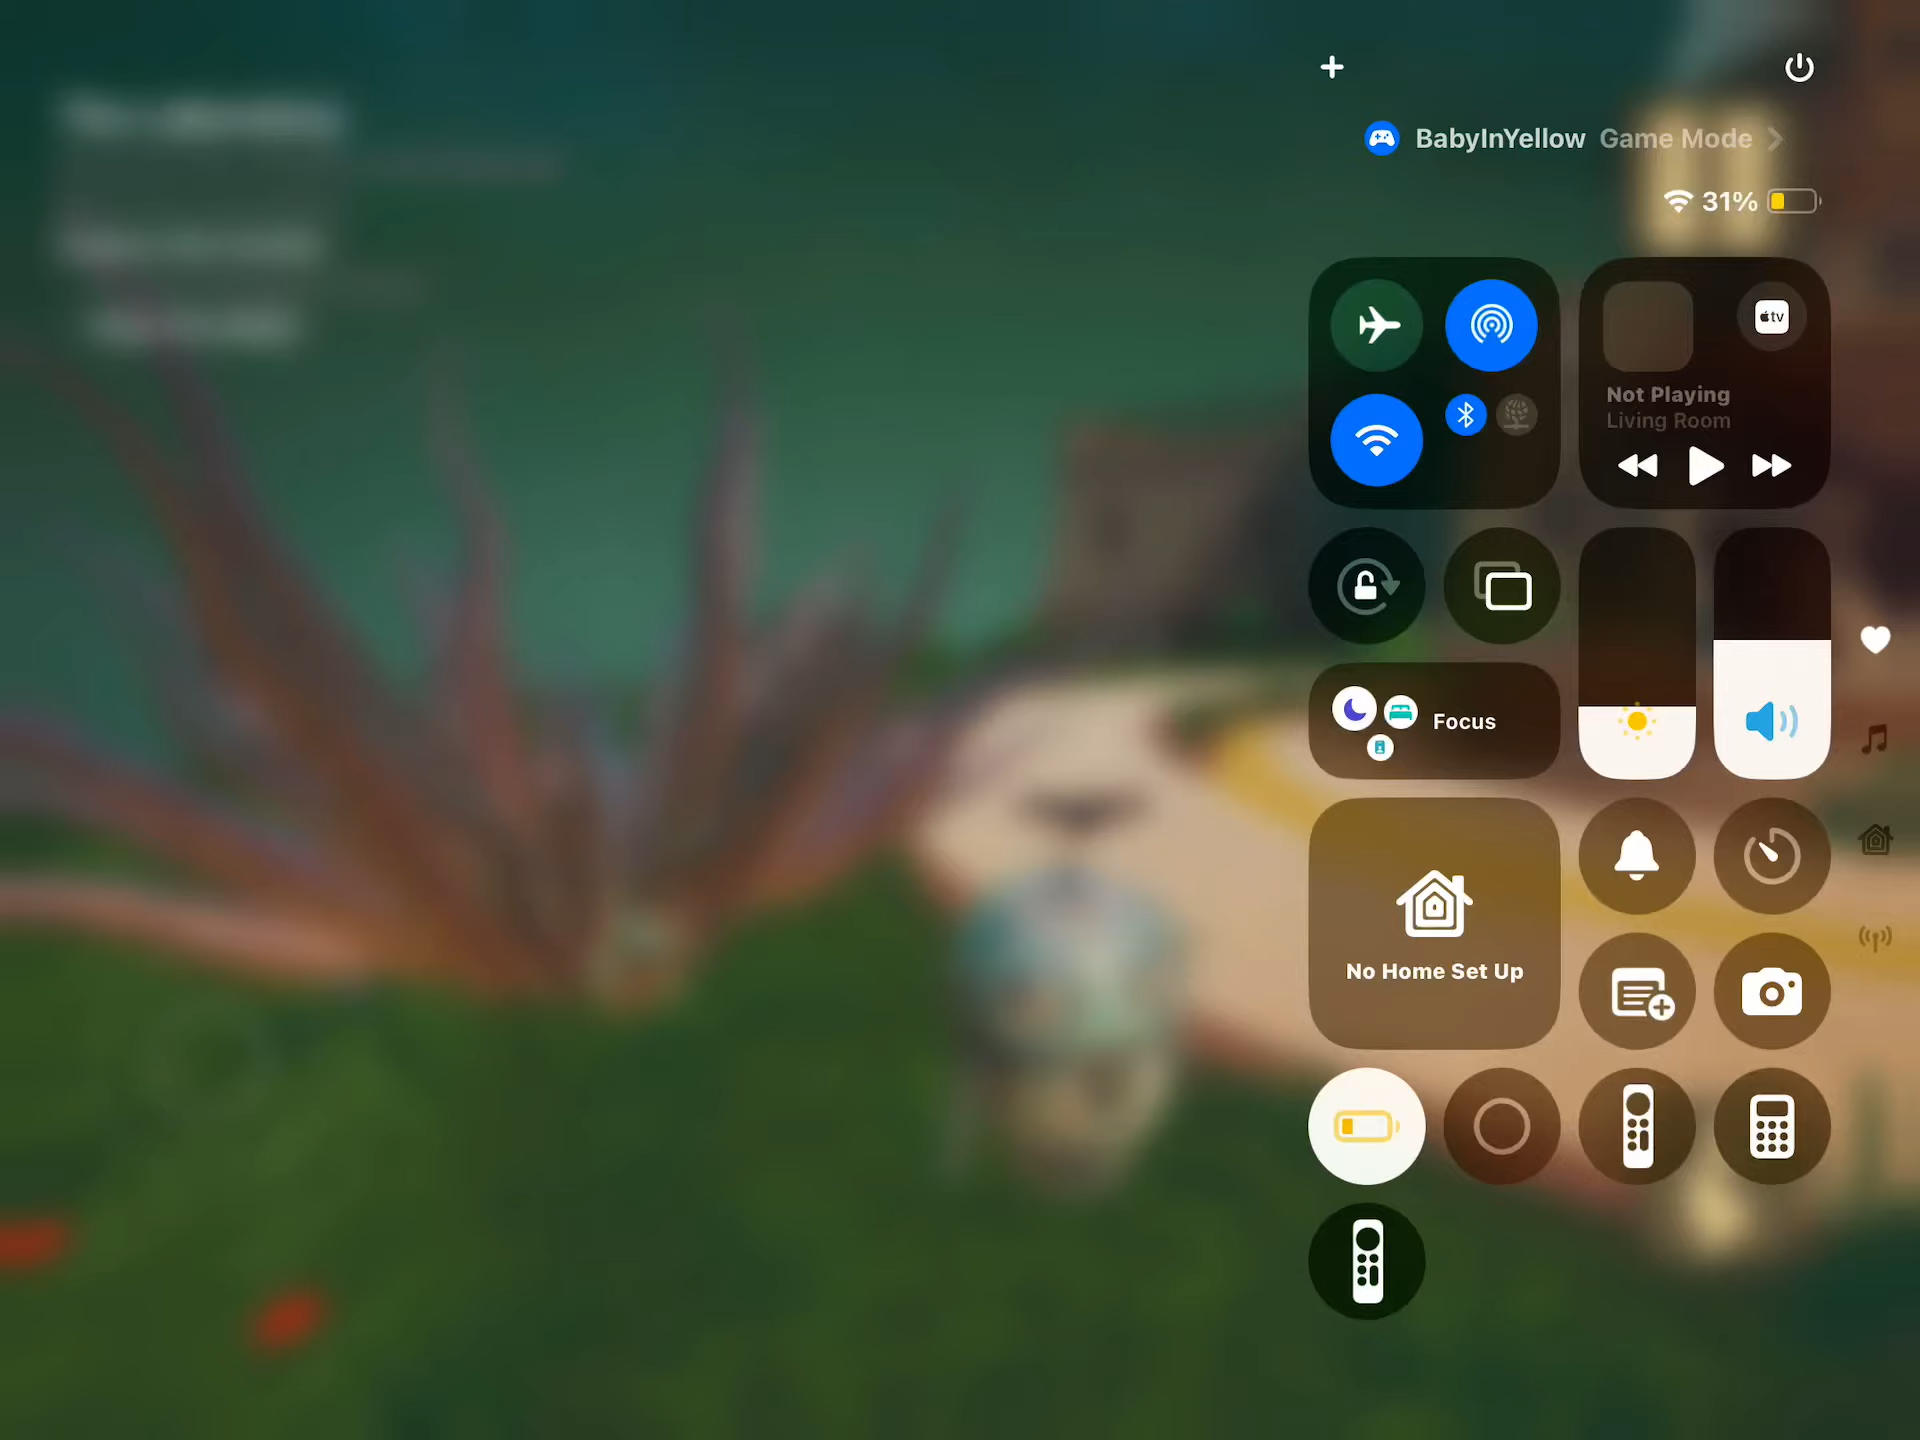 BabyInYellow Game Mode
31%
tv
Not Playing
Living Room
Focus
No Home Set Up